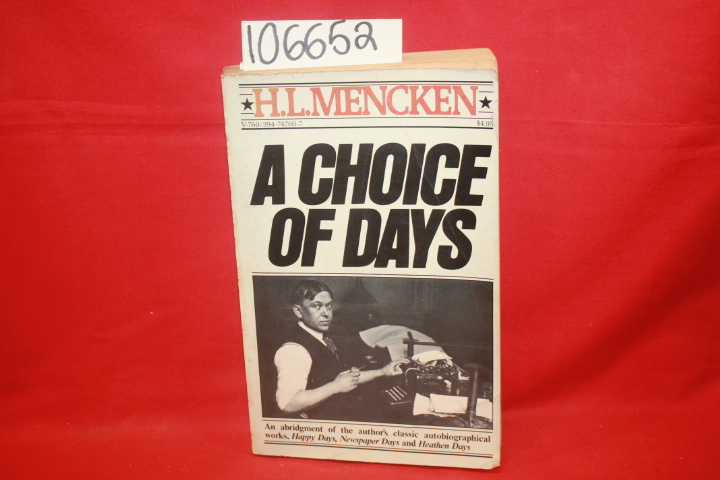 106652
★H.L.MENCKEN★
V-760/394-74760-7 $4.95
A CHOICE
OF DAYS
An abridgment of the author's classic autobiographical
works, Happy Days, Newspaper Days and Heathen Days